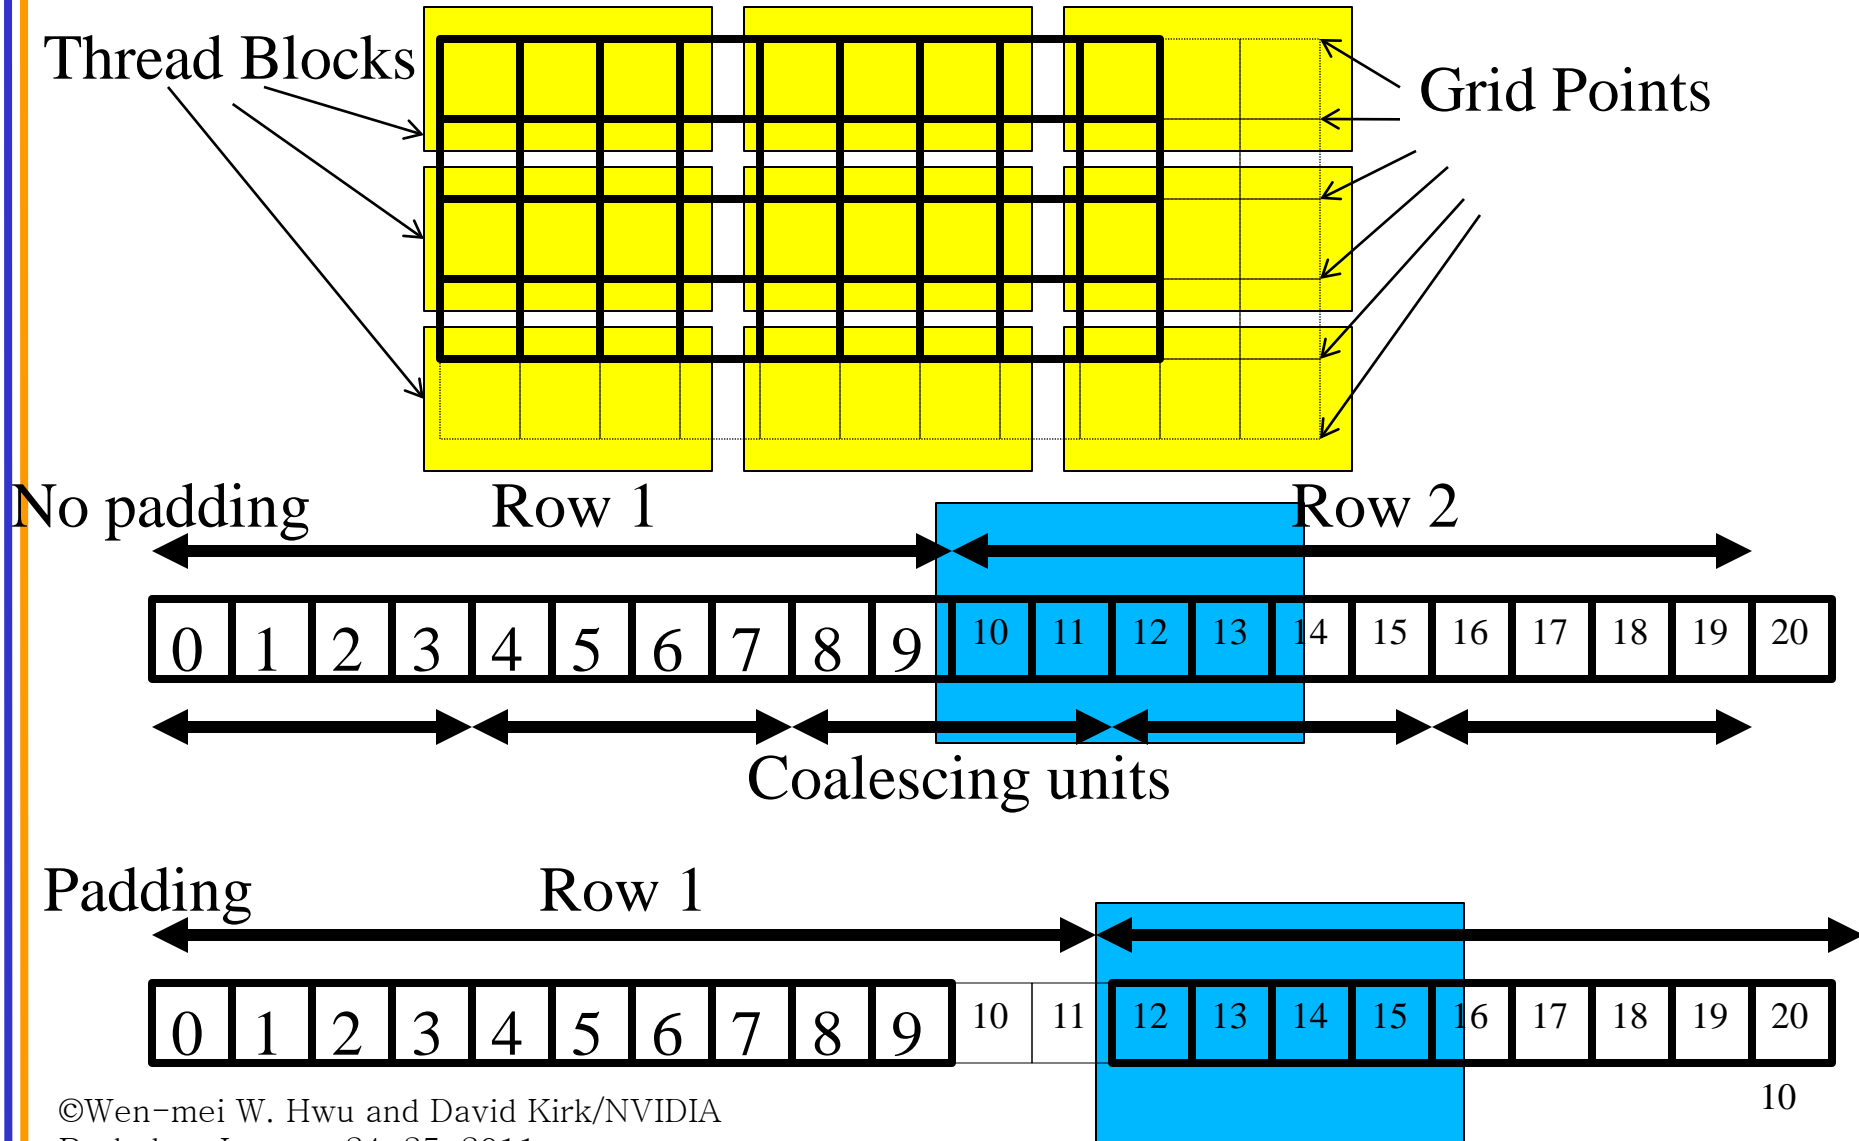 Thread Blocks
Grid Points
No padding
Row 1
Row 2
0 1 2 3 4 5 6 7 8 9 10 11 12 13 14 15 16 17 18 19 20
Coalescing units
Padding
Row 1
0 1 2 3 4 5 6 7 8 9 10 11 12 13 14 15 16 17 18 19 20
10
©Wen-mei W. Hwu and David Kirk/NVIDIA